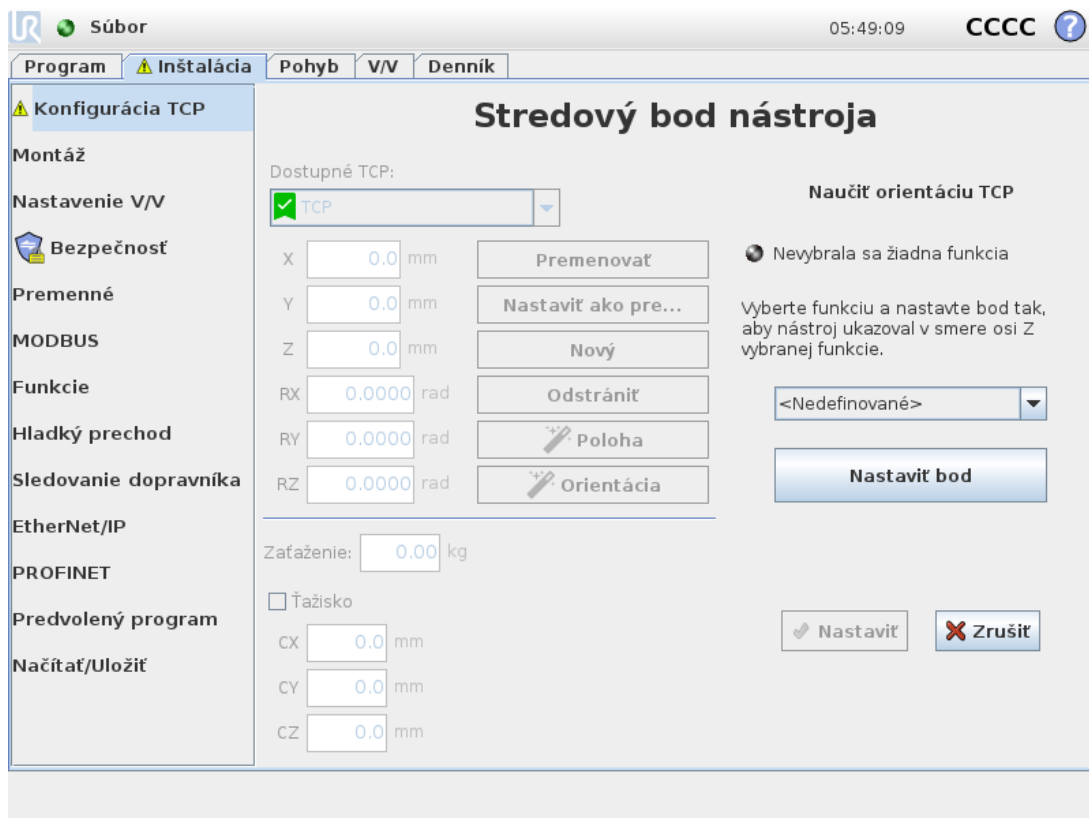 UR Súbor 05:49:09 CCCC ?
Program Inštalácia Pohyb V/V Denník
Konfigurácia TCP
Montáž
Nastavenie V/V
Bezpečnosť
Premenné
MODBUS
Funkcie
Hladký prechod
Sledovanie dopravníka
EtherNet/IP
PROFINET
Predvolený program
Načítať/Uložiť
Stredový bod nástroja
Dostupné TCP:
TCP
X 0.0 mm Premenovať
Y 0.0 mm Nastaviť ako pre...
Z 0.0 mm Nový
RX 0.0000 rad Odstrániť
RY 0.0000 rad Poloha
RZ 0.0000 rad Orientácia
Zaťaženie: 0.00 kg
Ťažisko
CX 0.0 mm
CY 0.0 mm
CZ 0.0 mm
Naučiť orientáciu TCP
Nevybrala sa žiadna funkcia
Vyberte funkciu a nastavte bod tak,
aby nástroj ukazoval v smere osi Z
vybranej funkcie.
<Nedefinované>
Nastaviť bod
Nastaviť Zrušiť